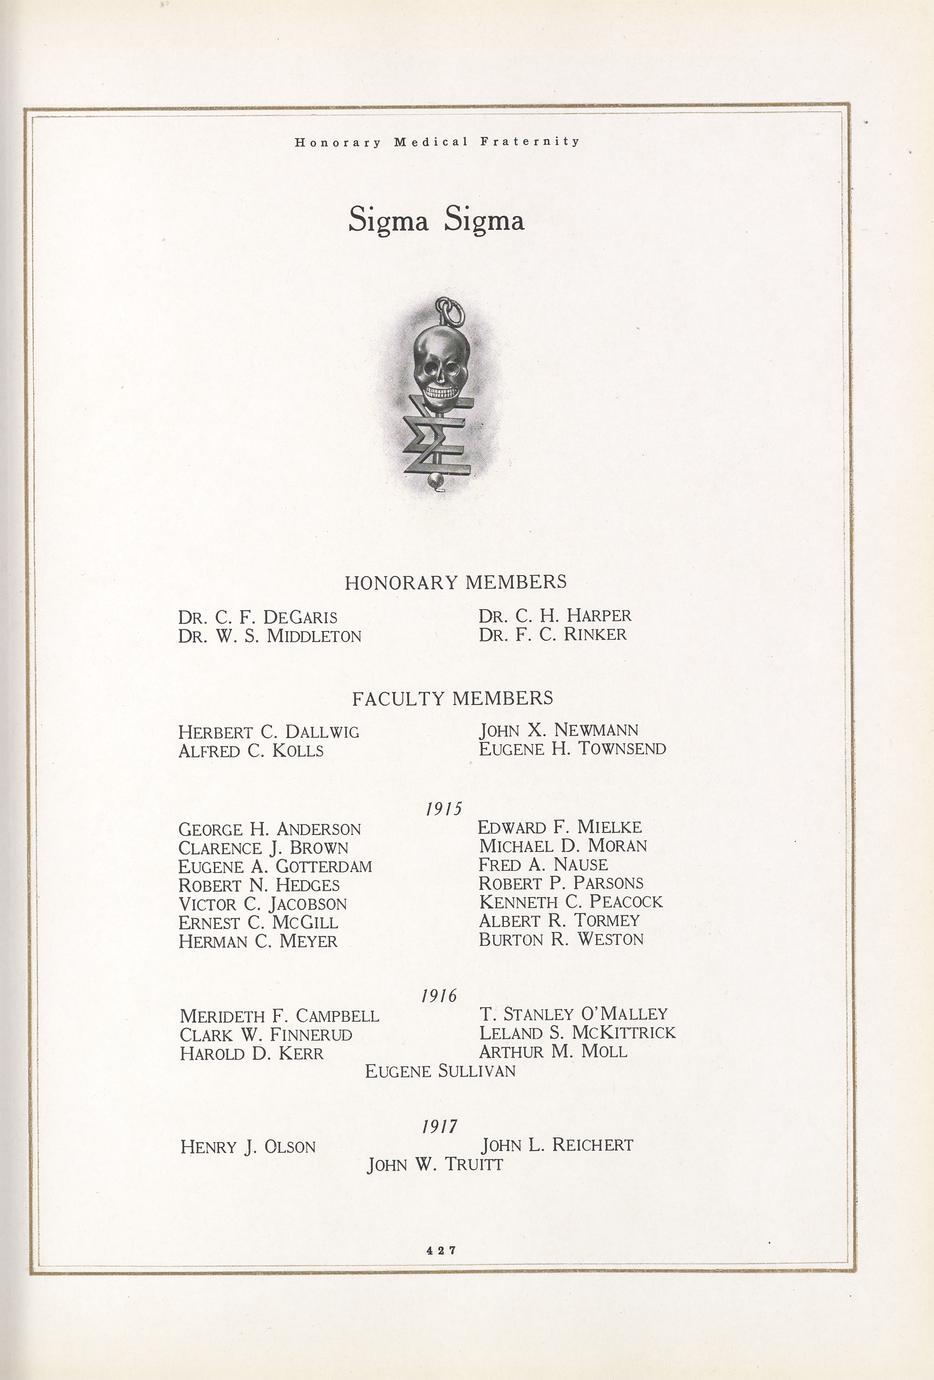 Honorary Medical Fraternity
Sigma Sigma
HONORARY MEMBERS
DR. C. F. DEGARIS
DR. C. H. HARPER
DR. W. S. MIDDLETON
DR. F. C. RINKER
FACULTY MEMBERS
HERBERT C. DALLWIG
JOHN X. NEWMANN
ALFRED C. KOLLS
EUGENE H. TOWNSEND
1915
GEORGE H. ANDERSON
EDWARD F. MIELKE
CLARENCE J. BROWN
MICHAEL D. MORAN
EUGENE A. GOTTERDAM
FRED A. NAUSE
ROBERT N. HEDGES
ROBERT P. PARSONS
VICTOR C. JACOBSON
KENNETH C. PEACOCK
ERNEST C. MCGILL
ALBERT R. TORMEY
HERMAN C. MEYER
BURTON R. WESTON
1916
MERIDETH F. CAMPBELL
T. STANLEY O'MALLEY
CLARK W. FINNERUD
LELAND S. MCKITTRICK
HAROLD D. KERR
ARTHUR M. MOLL
EUGENE SULLIVAN
1917
HENRY J. OLSON
JOHN L. REICHERT
JOHN W. TRUITT
427